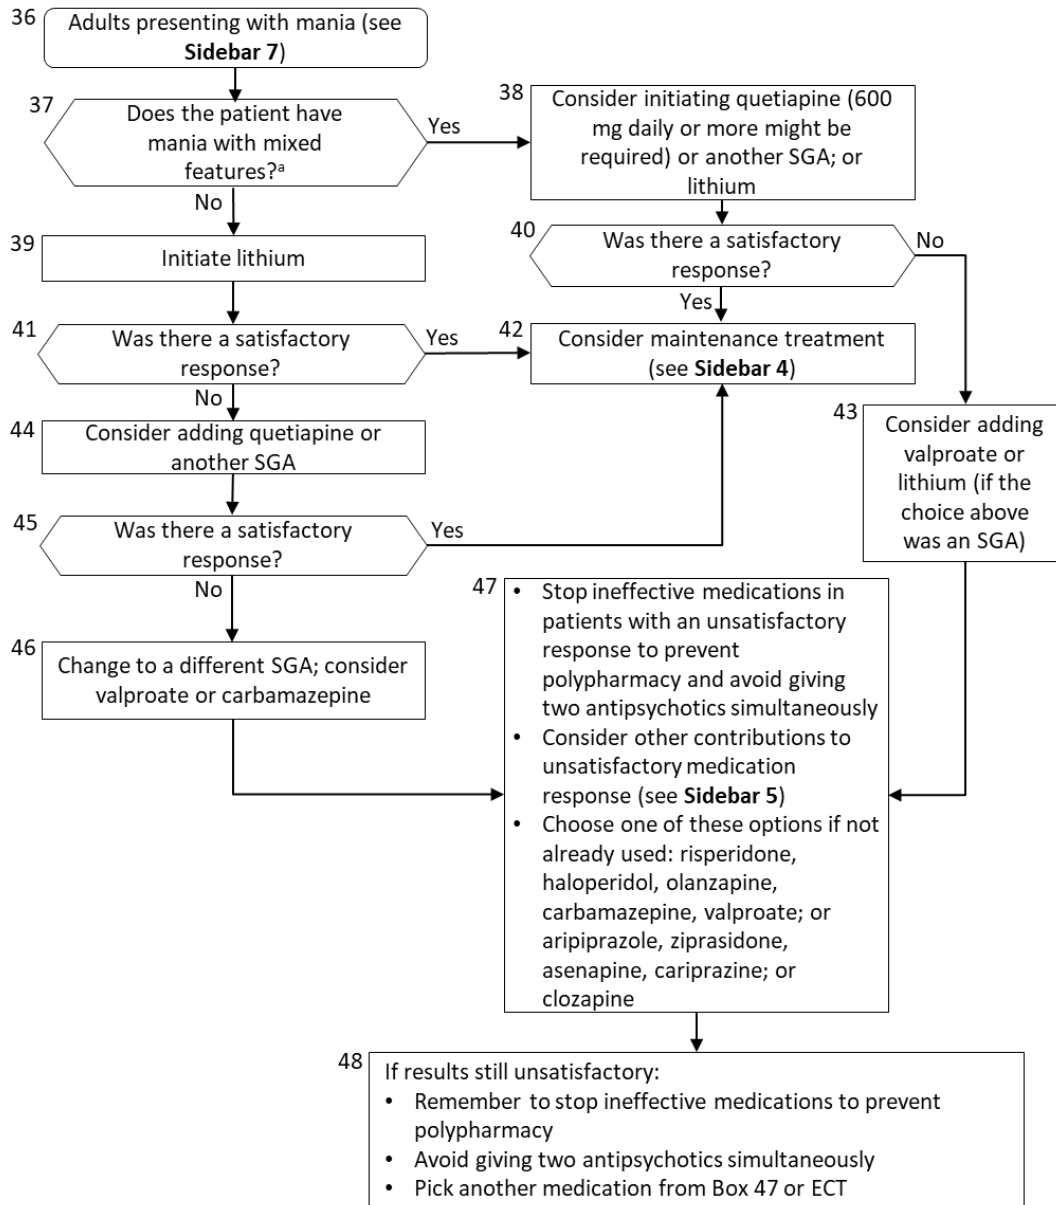 36
Adults presenting with mania (see
Sidebar 7)
37
Does the patient have
mania with mixed
features?ᵃ
Yes
No
38
Consider initiating quetiapine (600
mg daily or more might be
required) or another SGA; or
lithium
39
Initiate lithium
40
Was there a satisfactory
response?
No
Yes
41
Was there a satisfactory
response?
Yes
No
42
Consider maintenance treatment
(see Sidebar 4)
43
Consider adding
valproate or
lithium (if the
choice above
was an SGA)
44
Consider adding quetiapine or
another SGA
45
Was there a satisfactory
response?
Yes
No
46
Change to a different SGA; consider
valproate or carbamazepine
47
• Stop ineffective medications in
patients with an unsatisfactory
response to prevent
polypharmacy and avoid giving
two antipsychotics simultaneously
• Consider other contributions to
unsatisfactory medication
response (see Sidebar 5)
• Choose one of these options if not
already used: risperidone,
haloperidol, olanzapine,
carbamazepine, valproate; or
aripiprazole, ziprasidone,
asenapine, cariprazine; or
clozapine
48
If results still unsatisfactory:
• Remember to stop ineffective medications to prevent
polypharmacy
• Avoid giving two antipsychotics simultaneously
• Pick another medication from Box 47 or ECT